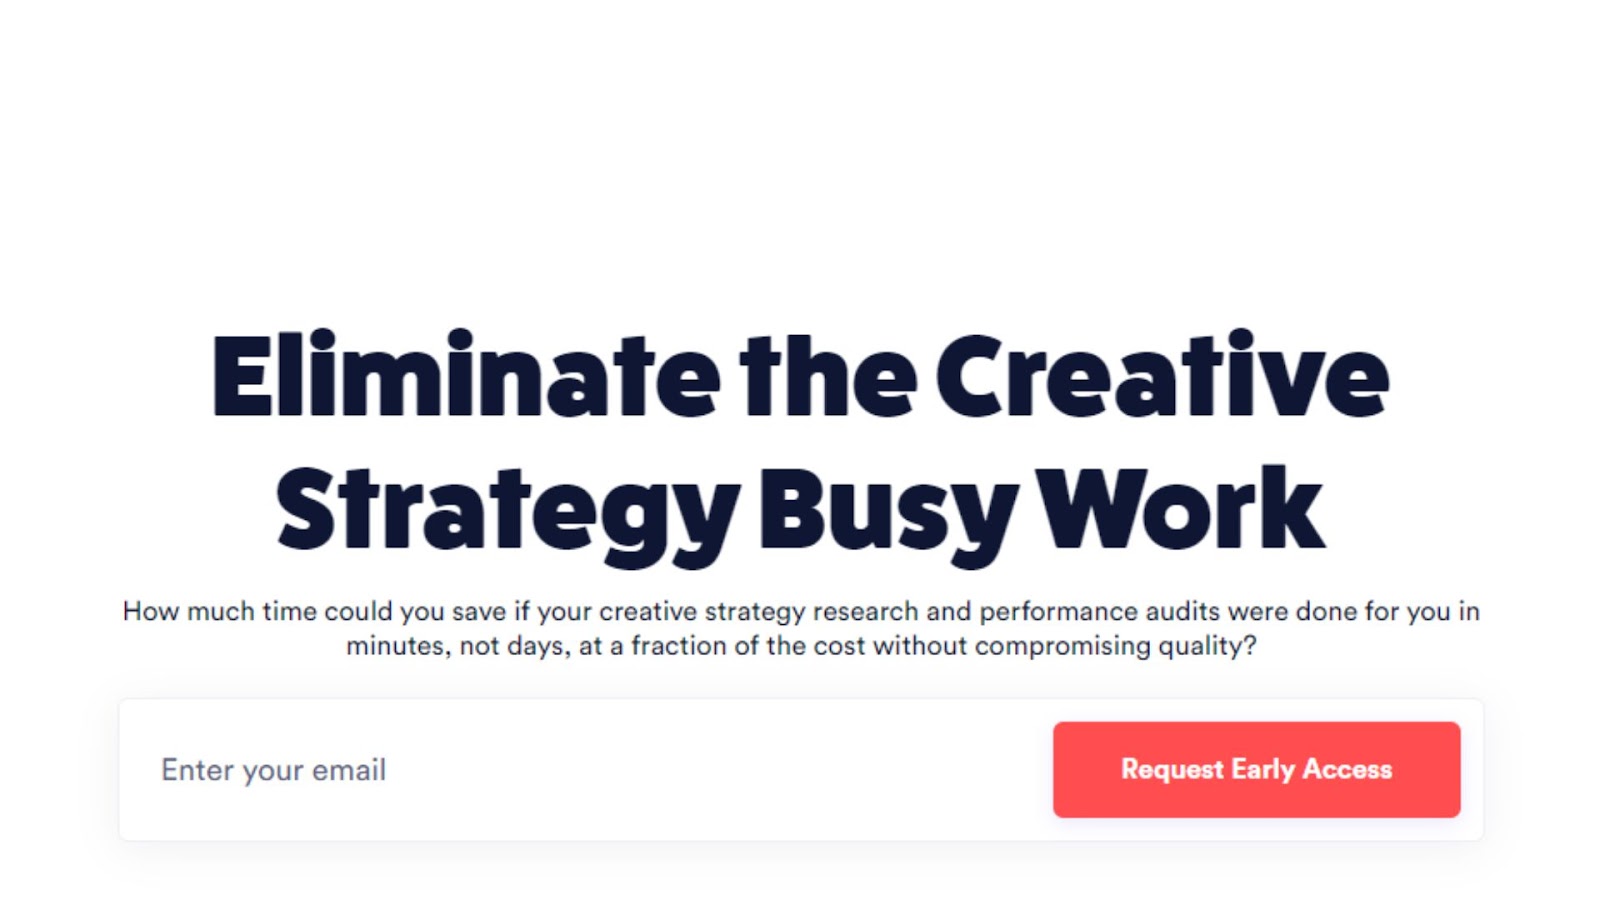 Eliminate the Creative
Strategy Busy Work
How much time could you save if your creative strategy research and performance audits were done for you in
minutes, not days, at a fraction of the cost without compromising quality?
Enter your email
Request Early Access